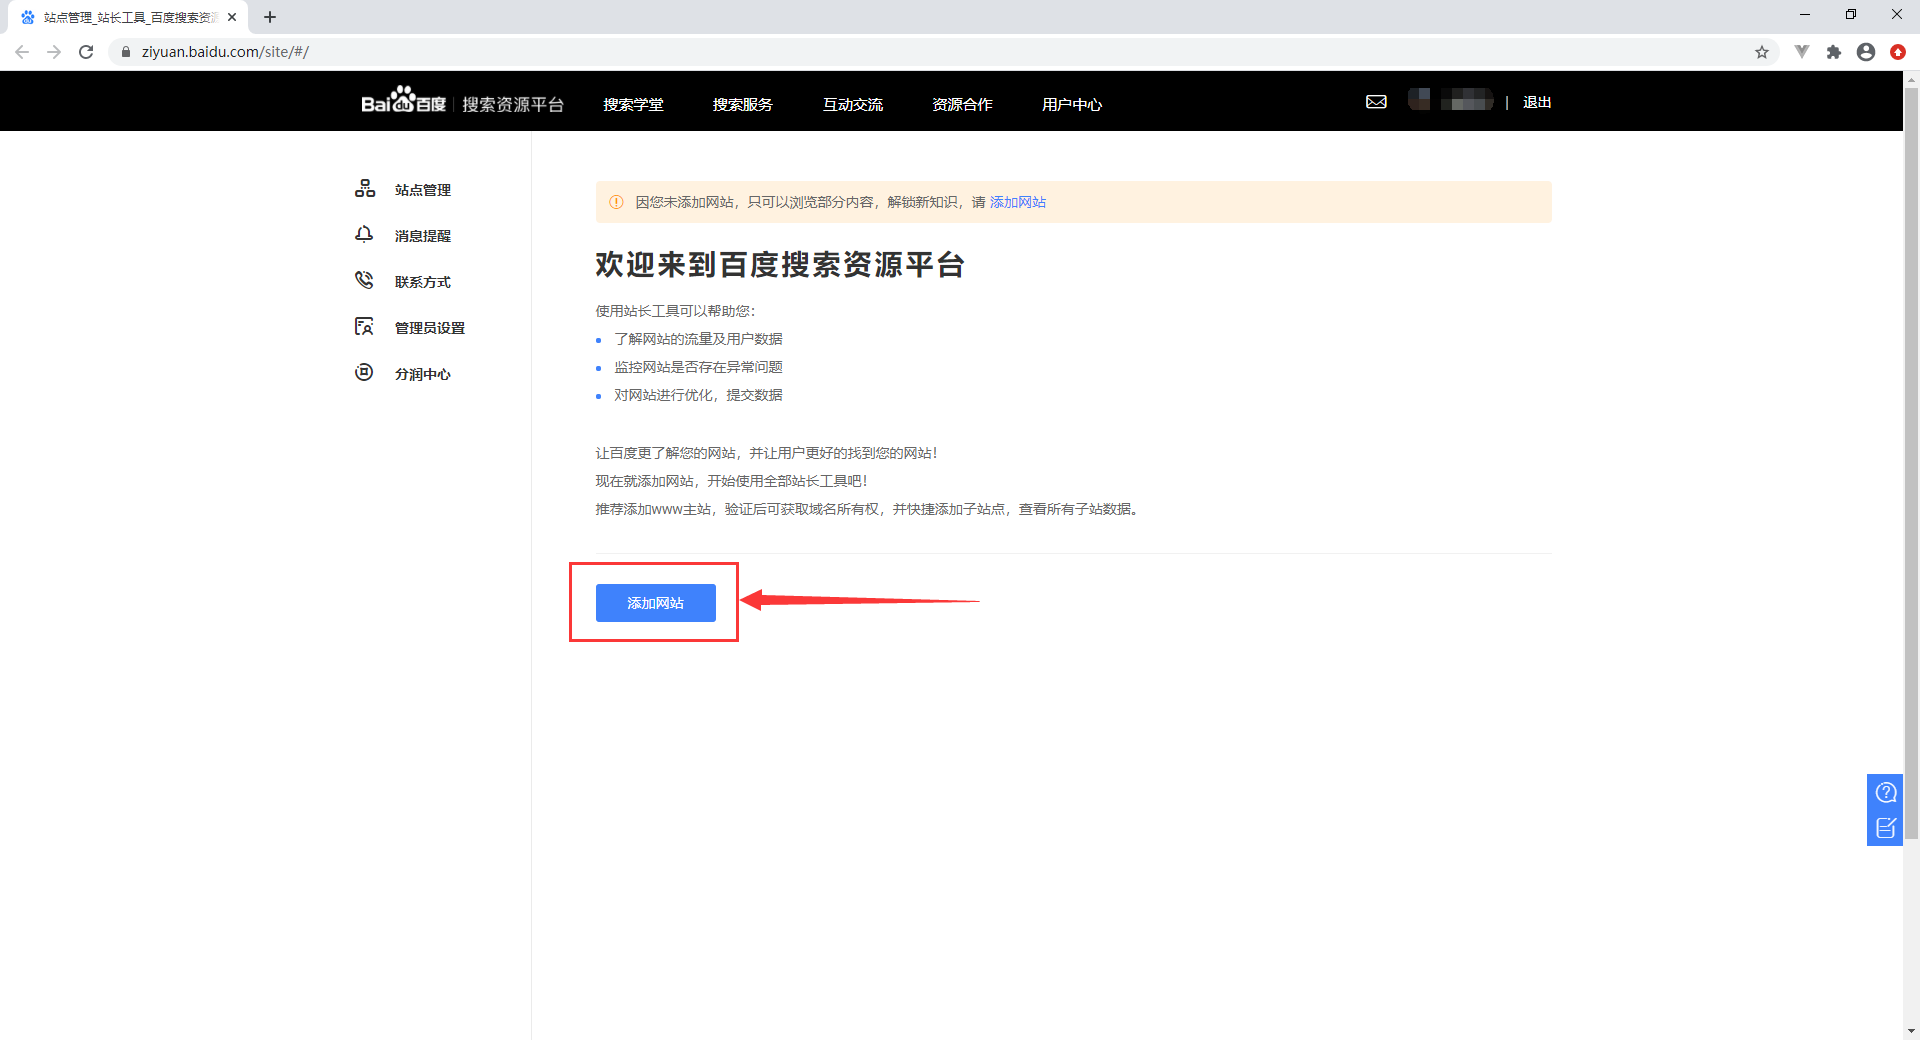 站点管理_站长工具_百度搜索资源
ziyuan.baidu.com/site/#/
Bai du 百度 | 搜索资源平台
搜索学堂
搜索服务
互动交流
资源合作
用户中心
| 退出
站点管理
消息提醒
联系方式
管理员设置
分润中心
因您未添加网站，只可以浏览部分内容，解锁新知识，请 添加网站
欢迎来到百度搜索资源平台
使用站长工具可以帮助您：
了解网站的流量及用户数据
监控网站是否存在异常问题
对网站进行优化，提交数据
让百度更了解您的网站，并让用户更好的找到您的网站！
现在就添加网站，开始使用全部站长工具吧！
推荐添加www主站，验证后可获取域名所有权，并快捷添加子站点，查看所有子站数据。
添加网站